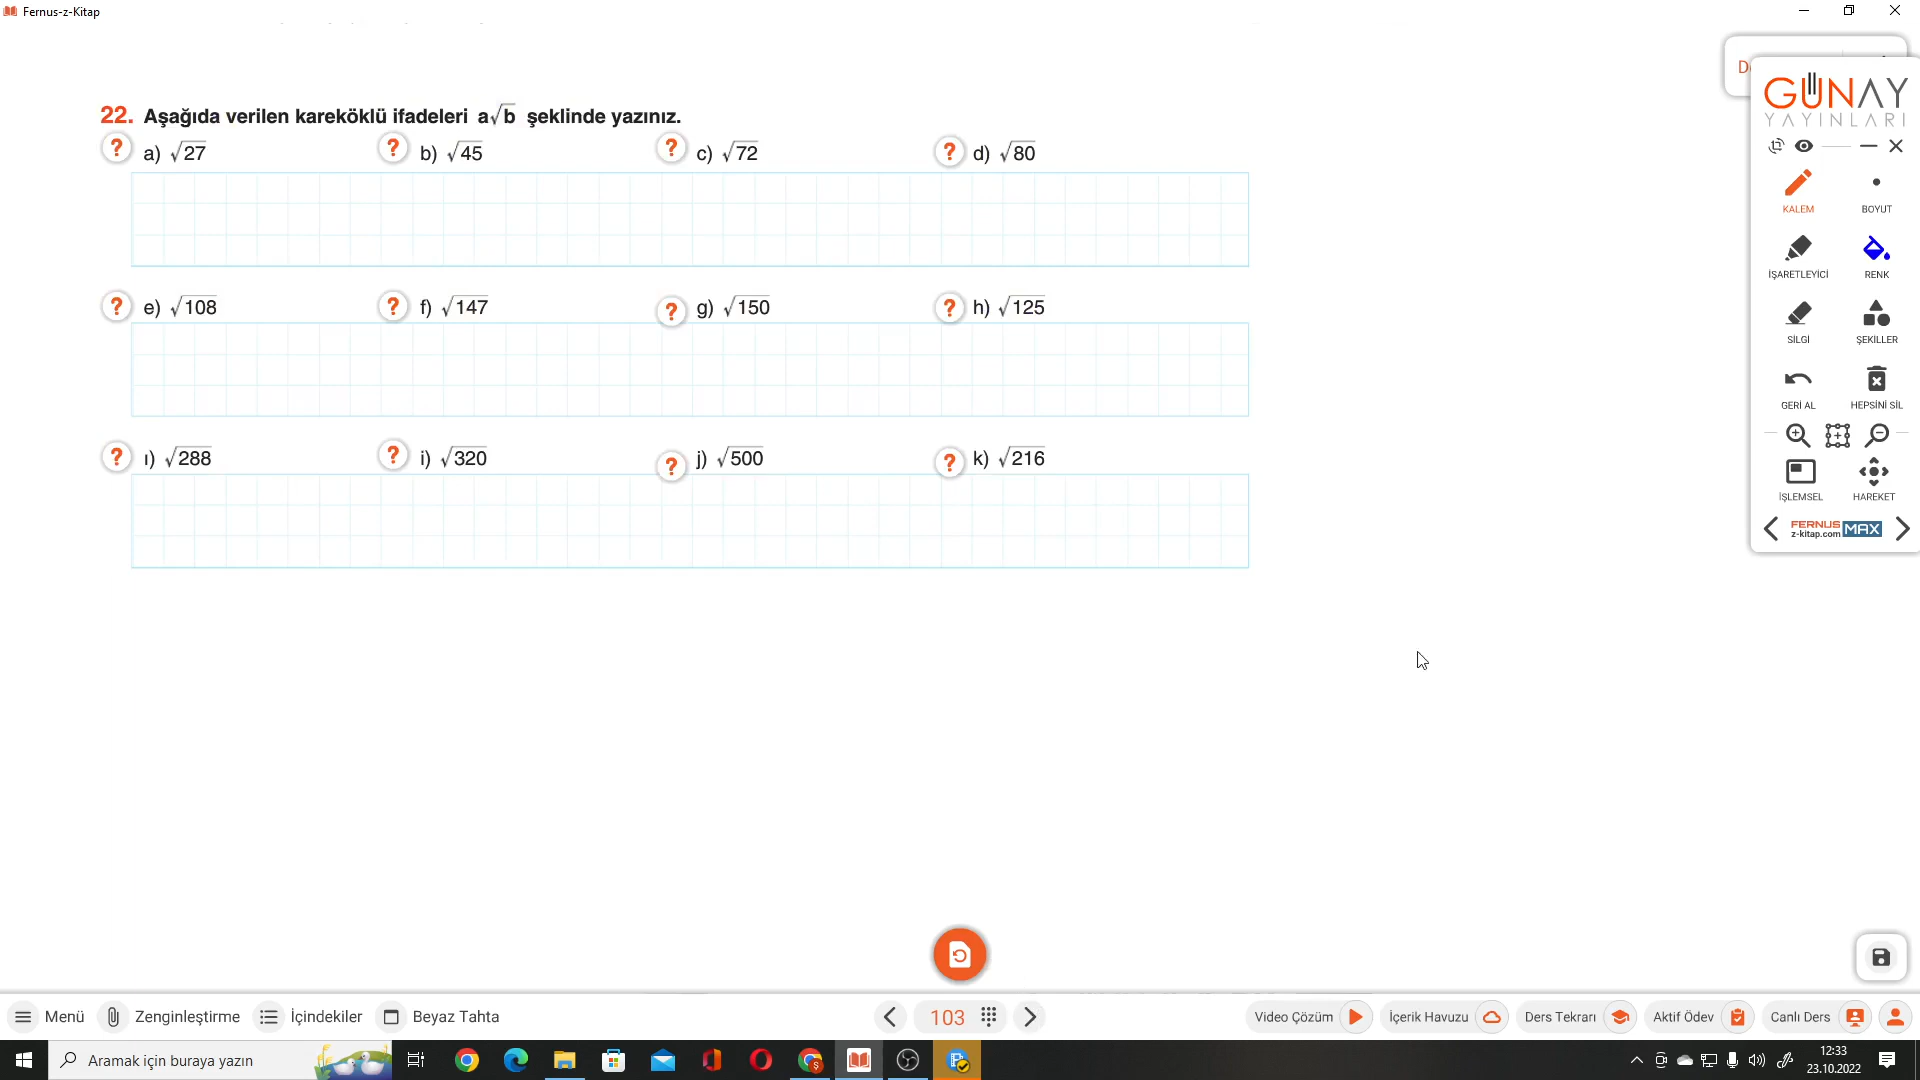 Fernus-z-Kitap
22. Aşağıda verilen kareköklü ifadeleri a√b şeklinde yazınız.
? a) √27 ? b) √45 ? c) √72 ? d) √80
? e) √108 ? f) √147 ? g) √150 ? h) √125
? ı) √288 ? i) √320 ? j) √500 ? k) √216
GÜNAY
YAYINLARI
KALEM BOYUT
İŞARETLEYİCİ RENK
SİLGİ ŞEKİLLER
GERİ AL HEPSİNİ SİL
İŞLEMSEL HAREKET
FERNUS MAX
z-kitap.com
Menü Zenginleştirme İçindekiler Beyaz Tahta 103 Video Çözüm İçerik Havuzu Ders Tekrarı Aktif Ödev Canlı Ders
Aramak için buraya yazın
12:33
23.10.2022